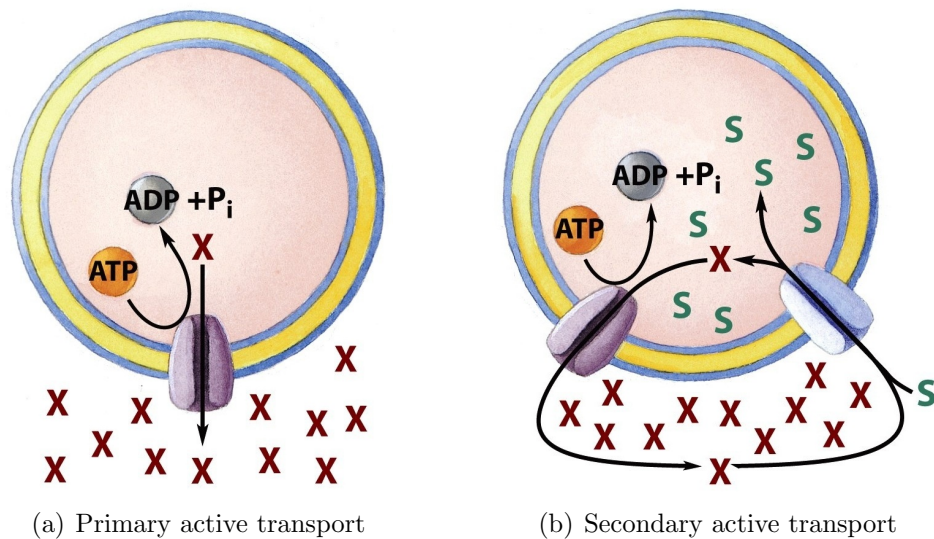 ADP +Pᵢ
X
ATP
X
X X X X X
X X X X
X X X
S
S
S
ADP +Pᵢ
S
ATP
S
X
S S
X X
X X X X X S
X X X X
X
(a) Primary active transport
(b) Secondary active transport